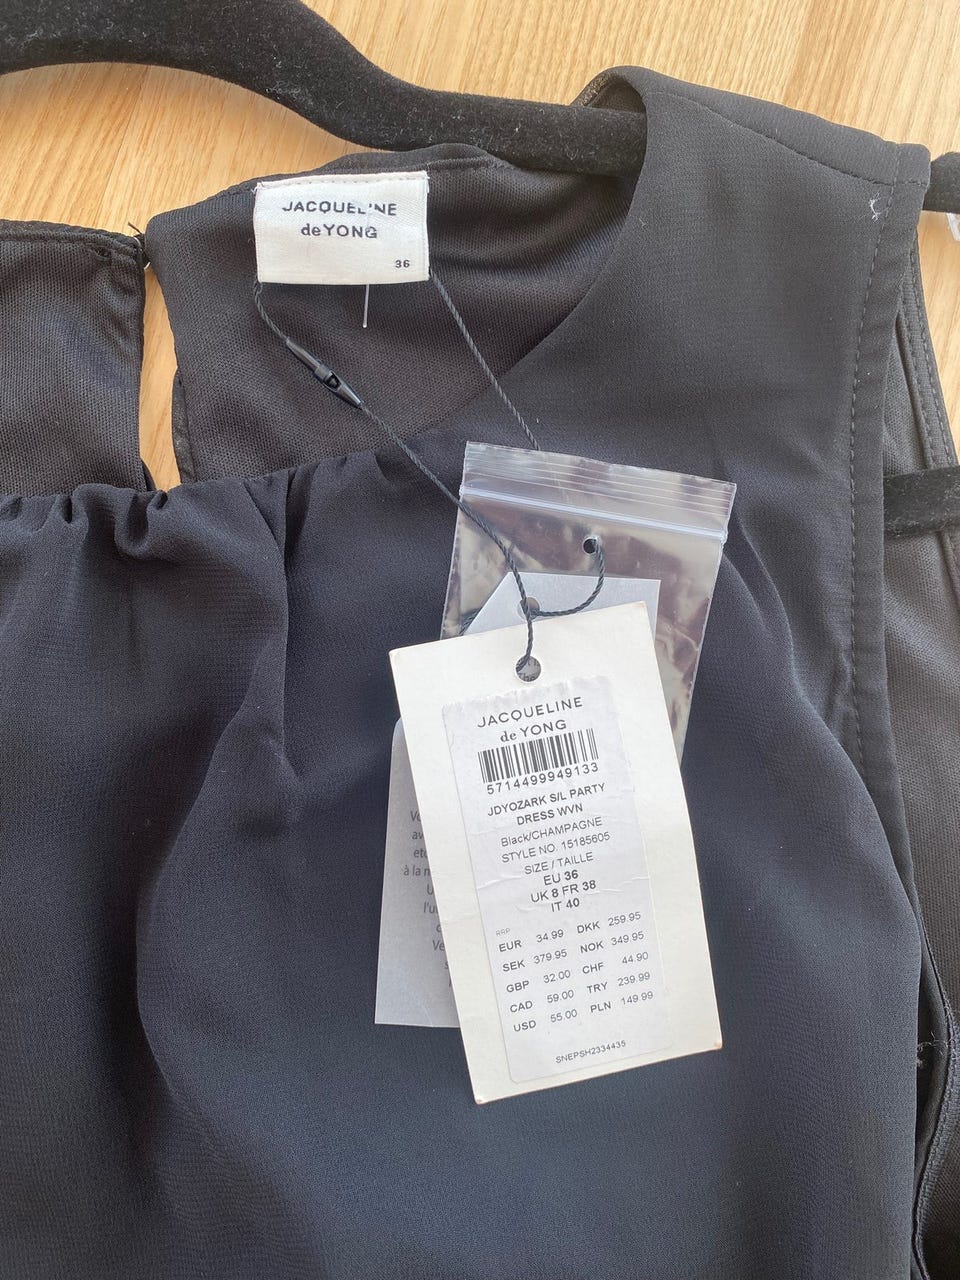 JACQUELINE
de YONG
36
JACQUELINE
de YONG
5714499949133
JDYOZARK S/L PARTY
DRESS WVN
Black/CHAMPAGNE
STYLE NO. 15185605
SIZE / TAILLE
EU 36
UK 8 FR 38
IT 40
RRP
EUR 34.99 DKK 259.95
SEK 379.95 NOK 349.95
GBP 32.00 CHF 44.90
CAD 59.00 TRY 239.99
USD 55.00 PLN 149.99
SNEPSH2334435
à la m
l'u